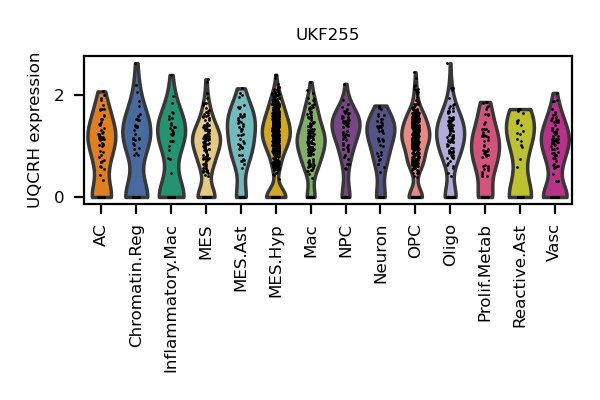 UKF255
UQCRH expression
2
0
AC
Chromatin.Reg
Inflammatory.Mac
MES
MES.Ast
MES.Hyp
Mac
NPC
Neuron
OPC
Oligo
Prolif.Metab
Reactive.Ast
Vasc